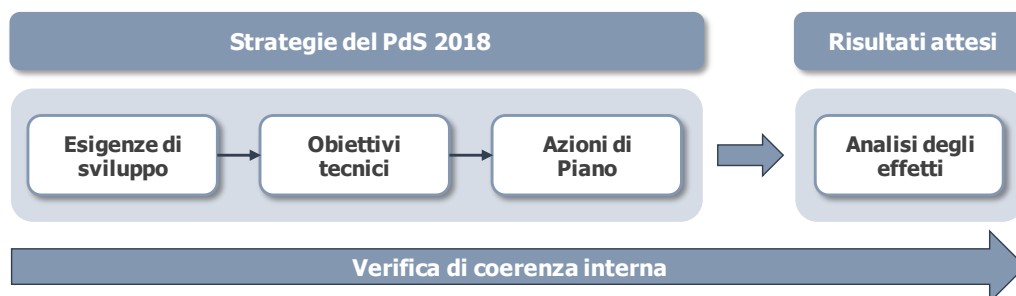 Strategie del PdS 2018
Risultati attesi
Esigenze di
sviluppo
Obiettivi
tecnici
Azioni di
Piano
Analisi degli
effetti
Verifica di coerenza interna